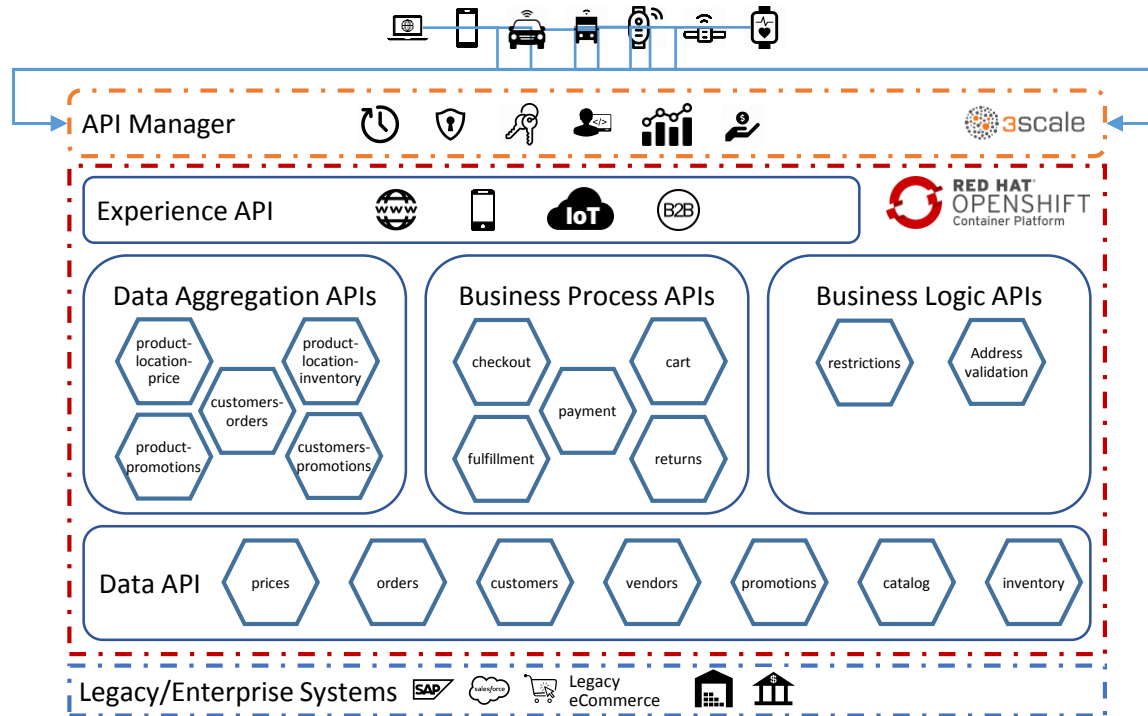 API Manager
3scale
Experience API
WWW
IoT
B2B
RED HAT
OPENSHIFT
Container Platform
Data Aggregation APIs
product-
location-
price
product-
location-
inventory
customers-
orders
product-
promotions
customers-
promotions
Business Process APIs
checkout
cart
payment
fulfillment
returns
Business Logic APIs
restrictions
Address
validation
Data API
prices
orders
customers
vendors
promotions
catalog
inventory
Legacy/Enterprise Systems
SAP
salesforce
Legacy
eCommerce